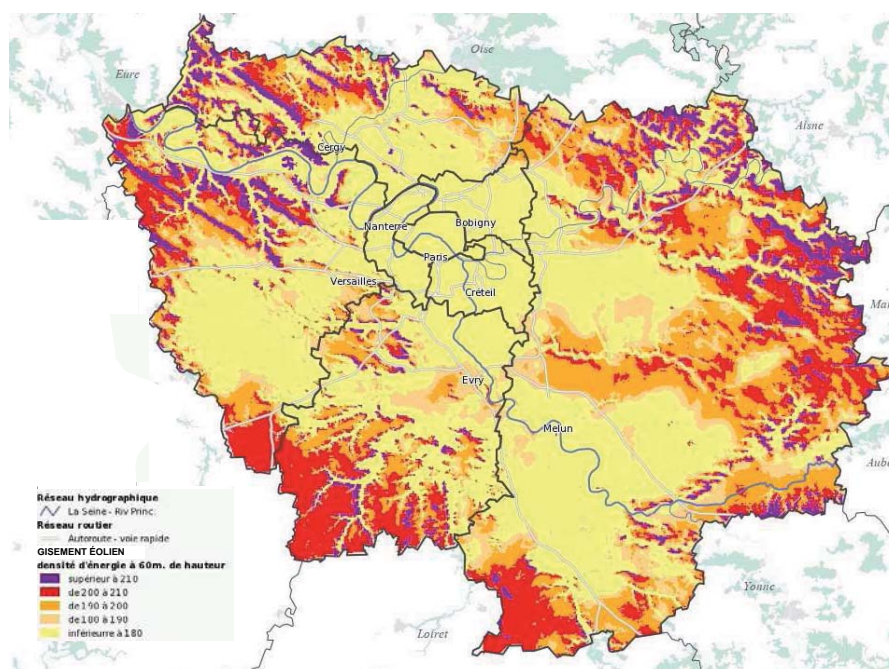 Oise
Eure
Aisne
Cergy
Nanterre
Bobigny
Paris
Versailles
Créteil
Evry
Melun
Yonne
Loiret
Réseau hydrographique
La Seine - Riv Princ.
Réseau routier
Autoroute - voie rapide
GISEMENT ÉOLIEN
densité d'énergie à 60m. de hauteur
supérieur à 210
de 200 à 210
de 190 à 200
de 180 à 190
inférieurre à 180